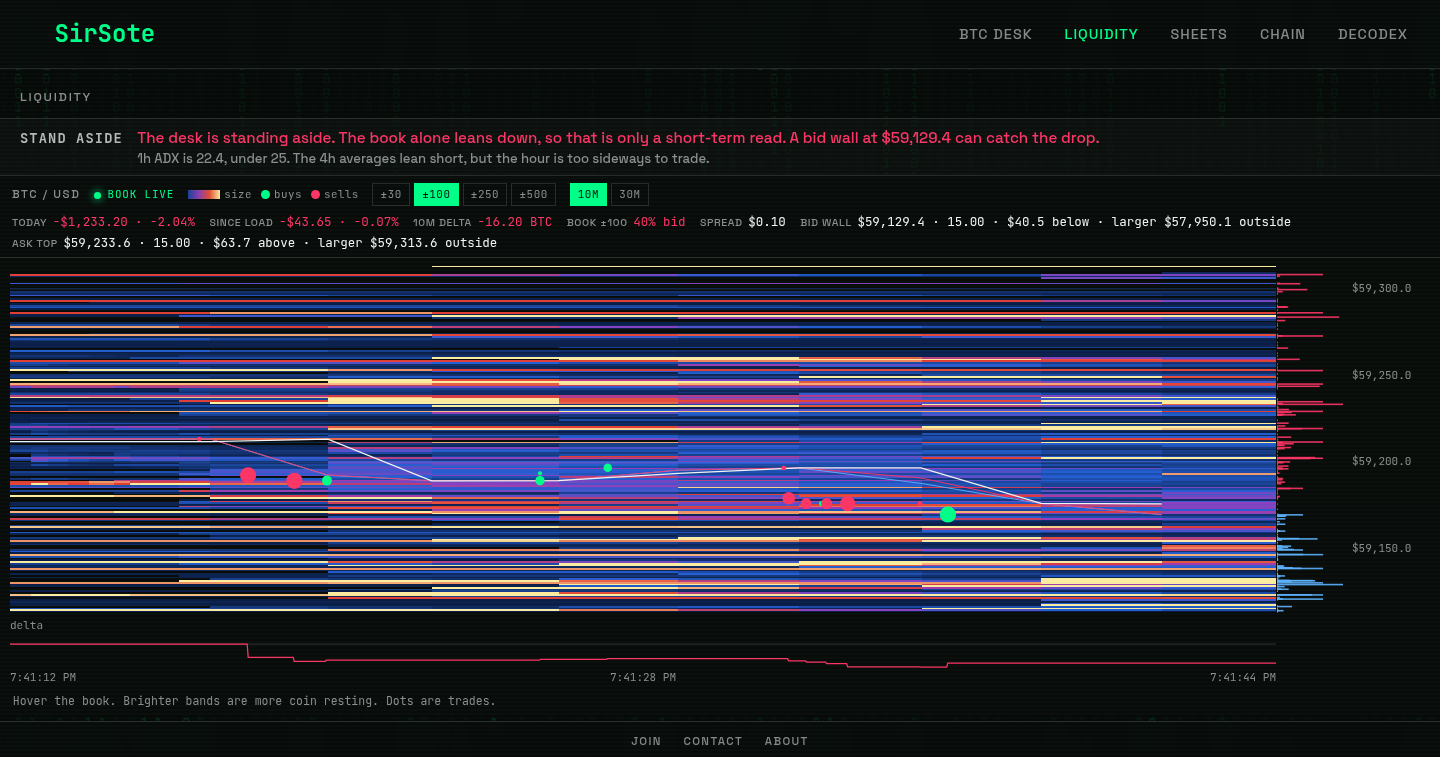 SirSote
BTC DESK LIQUIDITY SHEETS CHAIN DECODEX
LIQUIDITY
STAND ASIDE The desk is standing aside. The book alone leans down, so that is only a short-term read. A bid wall at $59,129.4 can catch the drop.
1h ADX is 22.4, under 25. The 4h averages lean short, but the hour is too sideways to trade.
BTC / USD BOOK LIVE size buys sells ±30 ±100 ±250 ±500 10M 30M
TODAY -$1,233.20 · -2.04% SINCE LOAD -$43.65 · -0.07% 10M DELTA -16.20 BTC BOOK ±100 40% bid SPREAD $0.10 BID WALL $59,129.4 · 15.00 · $40.5 below · larger $57,950.1 outside
ASK TOP $59,233.6 · 15.00 · $63.7 above · larger $59,313.6 outside
$59,300.0
$59,250.0
$59,200.0
$59,150.0
delta
7:41:12 PM 7:41:28 PM 7:41:44 PM
Hover the book. Brighter bands are more coin resting. Dots are trades.
JOIN CONTACT ABOUT